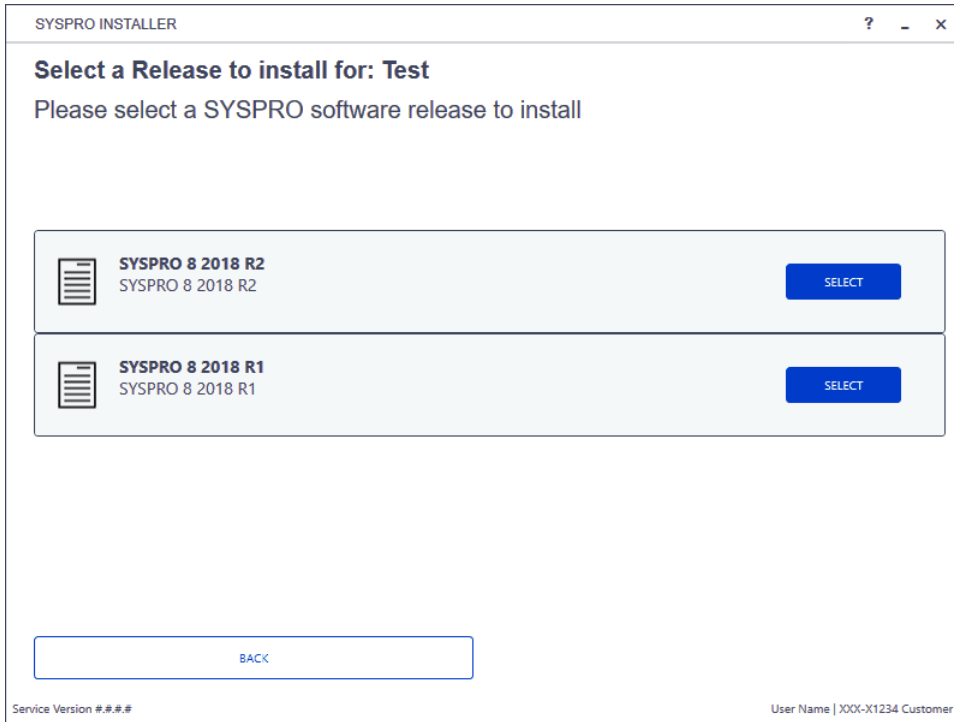 SYSPRO INSTALLER ? _ ×
Select a Release to install for: Test
Please select a SYSPRO software release to install
SYSPRO 8 2018 R2
SYSPRO 8 2018 R2
SELECT
SYSPRO 8 2018 R1
SYSPRO 8 2018 R1
SELECT
BACK
Service Version #.#.#.#
User Name | XXX-X1234 Customer